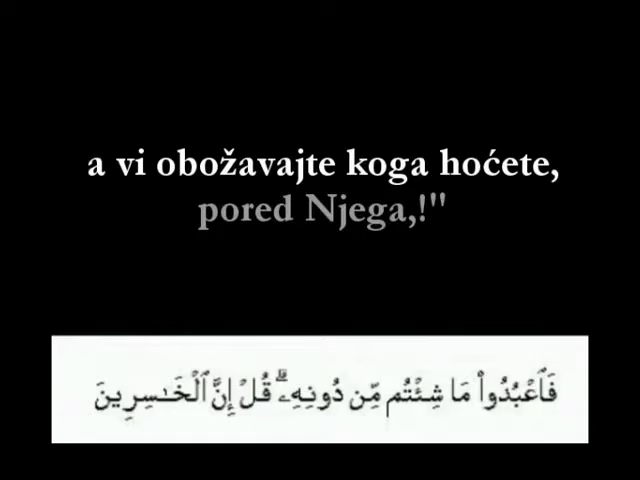 a vi obožavajte koga hoćete,
pored Njega,!"
فَٱعْبُدُوا۟ مَا شِئْتُم مِّن دُونِهِۦ ۗ قُلْ إِنَّ ٱلْخَـٰسِرِينَ